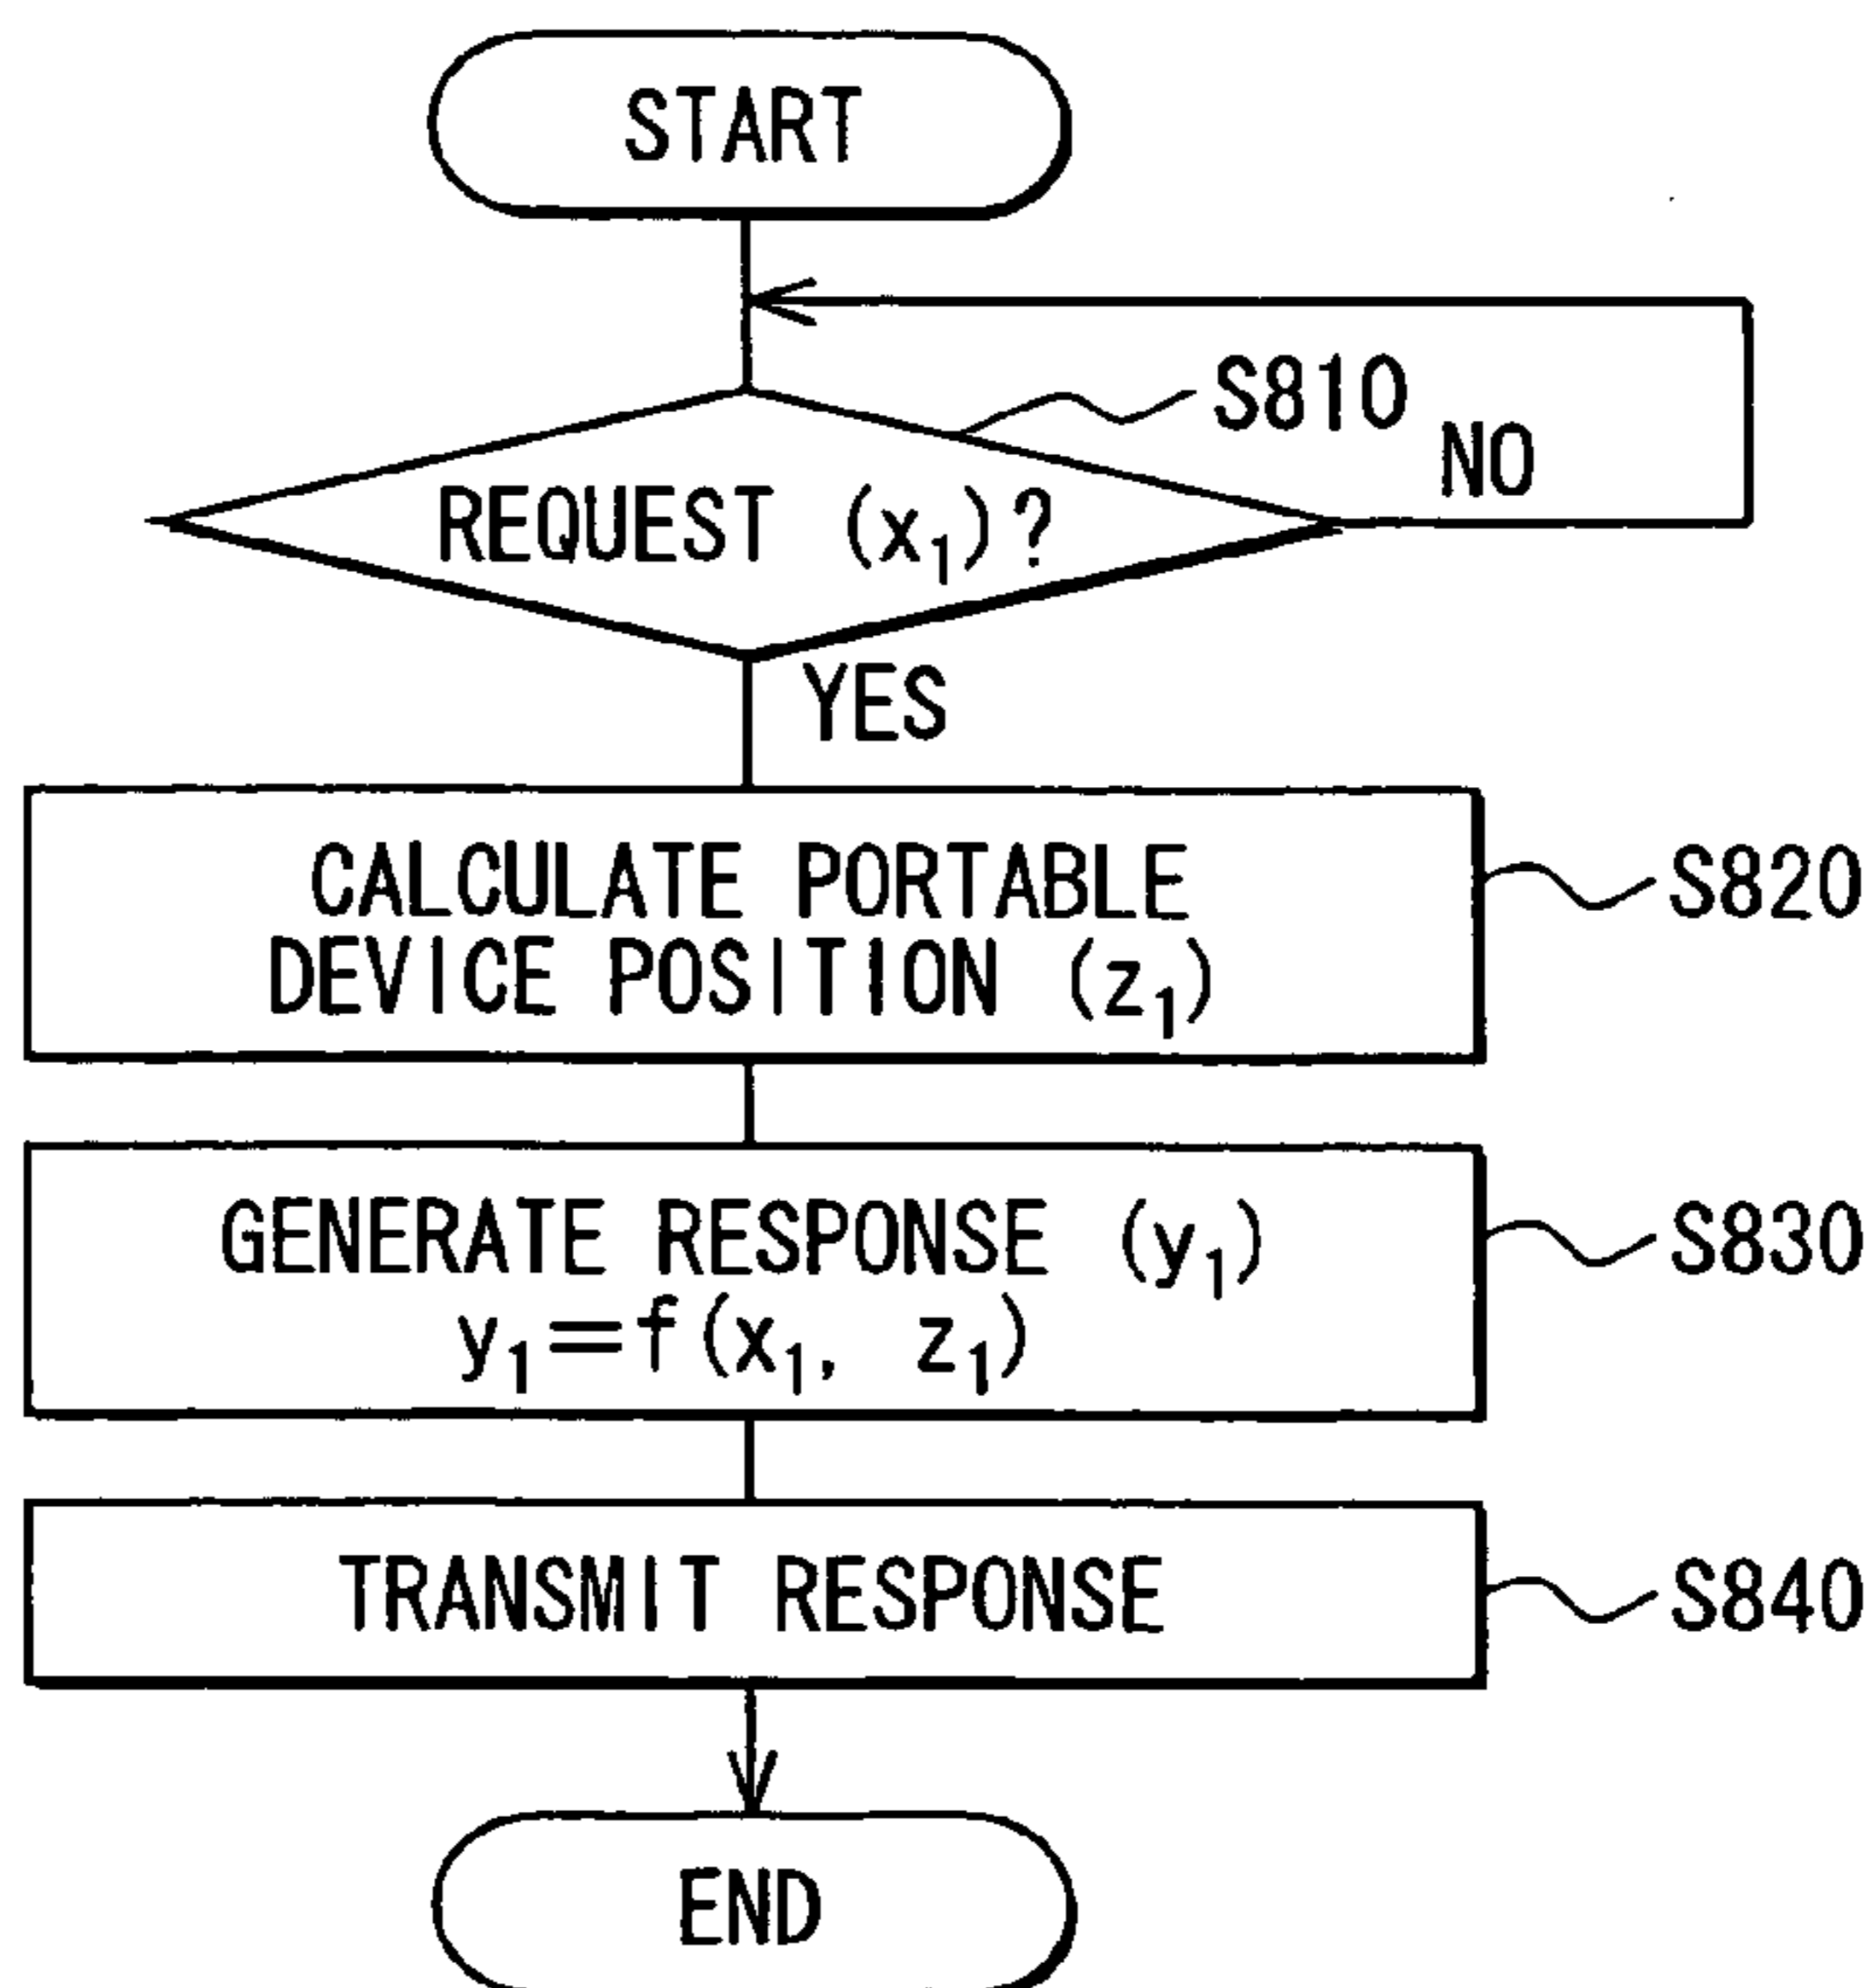 START
S810
NO
REQUEST (x₁)?
YES
CALCULATE PORTABLE
DEVICE POSITION (z₁)
S820
GENERATE RESPONSE (y₁)
y₁=f(x₁, z₁)
S830
TRANSMIT RESPONSE
S840
END